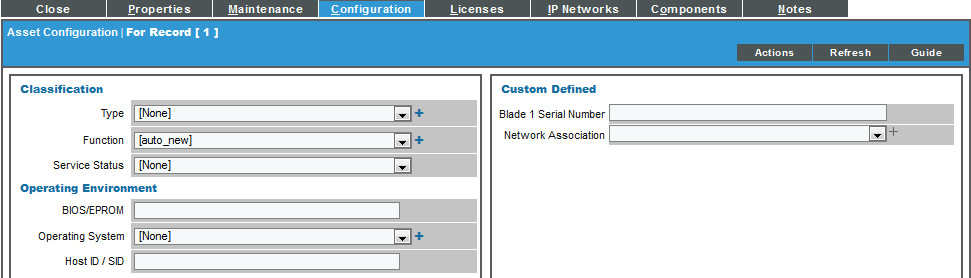 Close Properties Maintenance Configuration Licenses IP Networks Components Notes
Asset Configuration | For Record [ 1 ]
Actions Refresh Guide
Classification
Type [None] +
Function [auto_new] +
Service Status [None]
Operating Environment
BIOS/EPROM
Operating System [None] +
Host ID / SID
Custom Defined
Blade 1 Serial Number
Network Association +